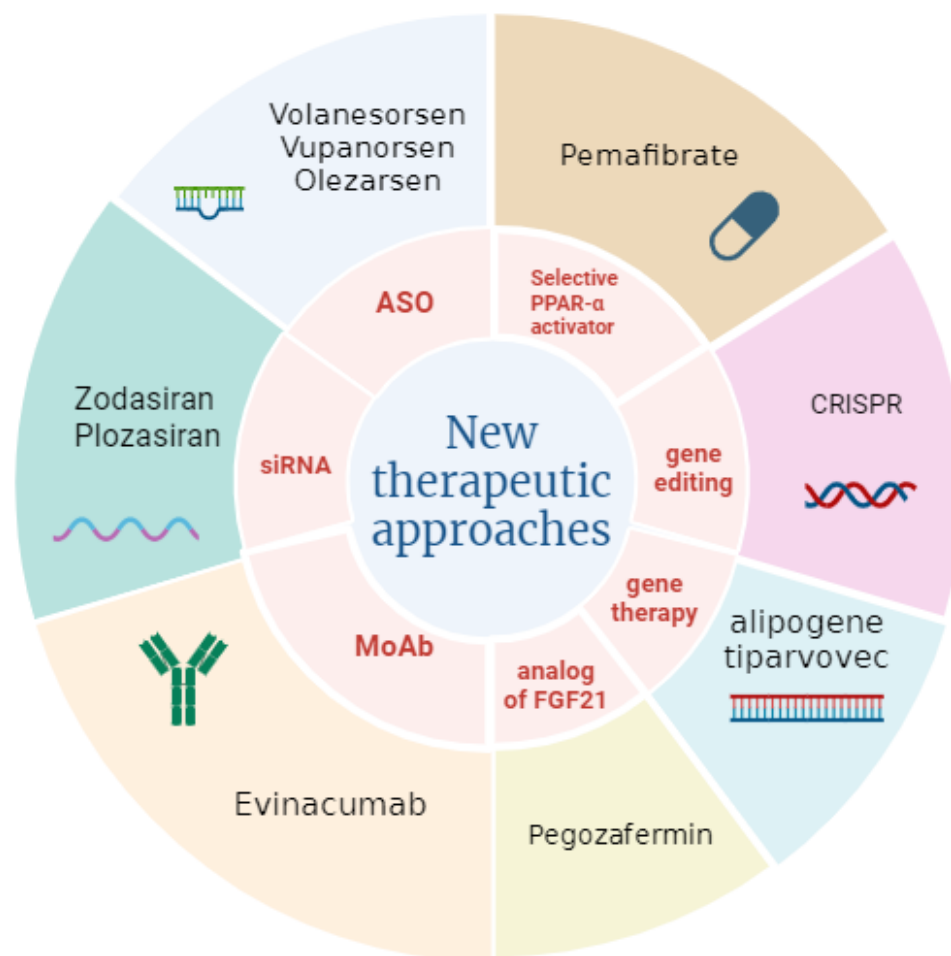 New
therapeutic
approaches
Selective
PPAR-α
activator
Pemafibrate
gene
editing
CRISPR
gene
therapy
alipogene
tiparvovec
analog
of FGF21
Pegozafermin
MoAb
Evinacumab
siRNA
Zodasiran
Plozasiran
ASO
Volanesorsen
Vupanorsen
Olezarsen